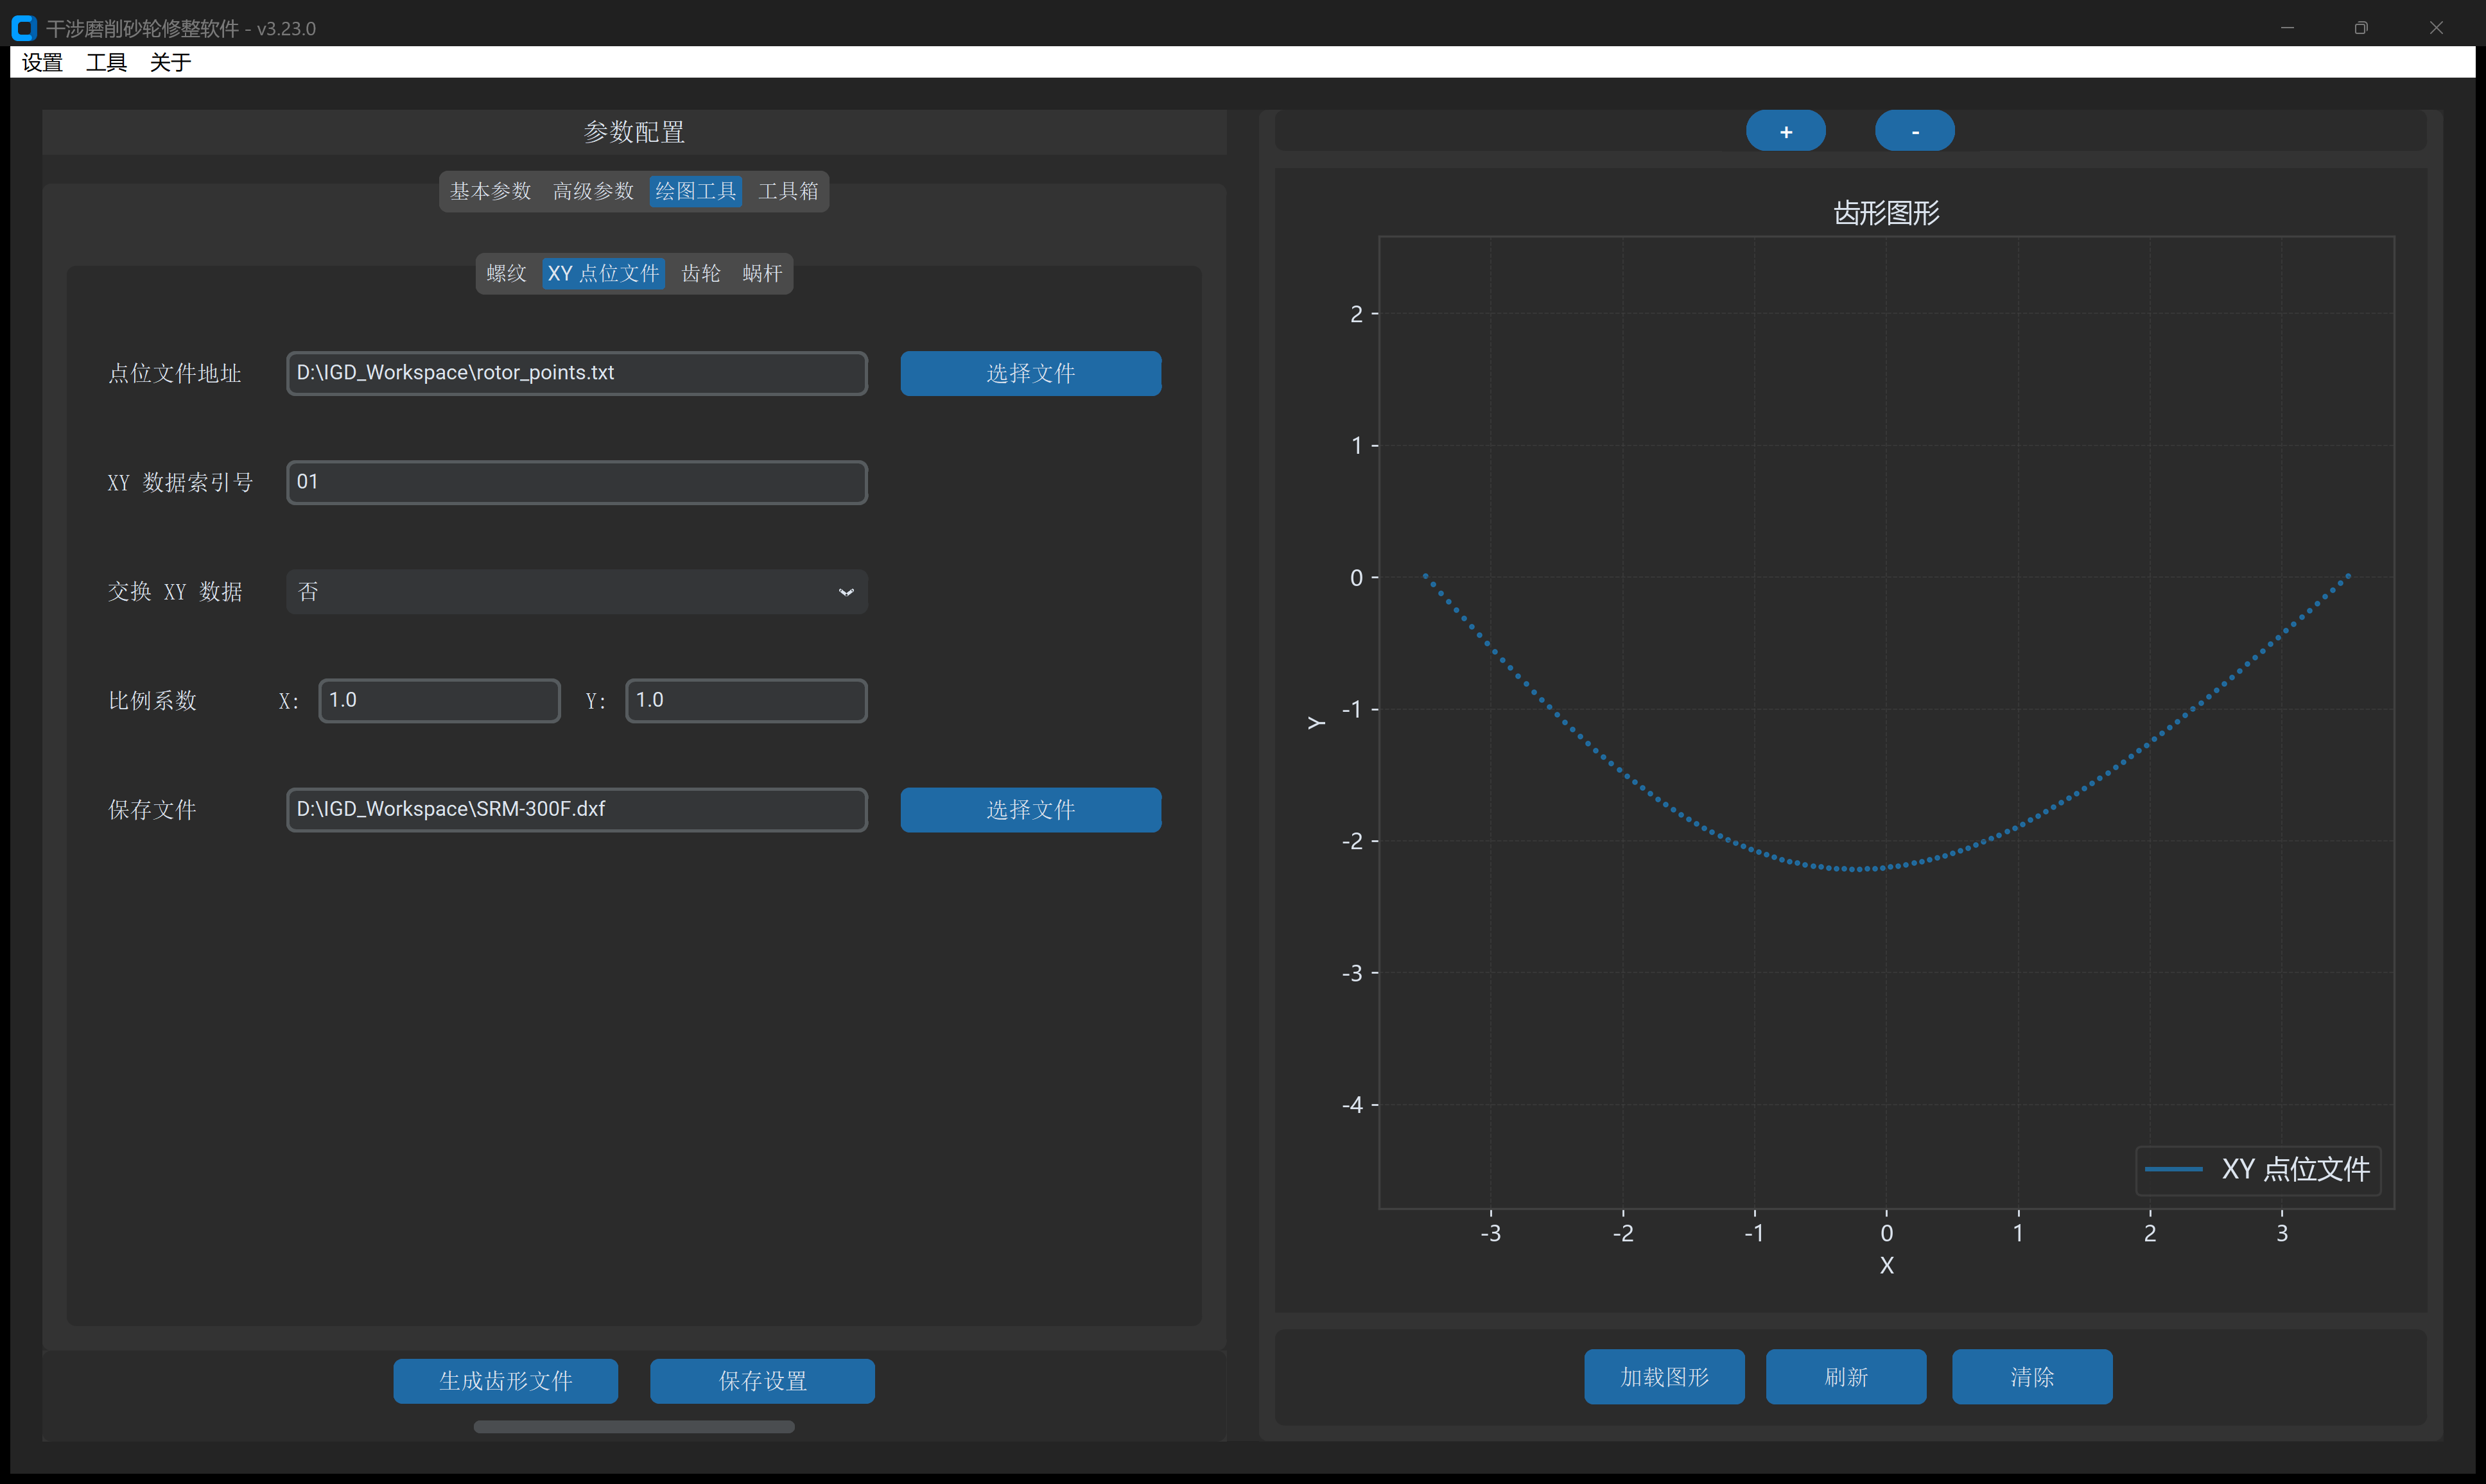 干涉磨削砂轮修整软件 - v3.23.0
设置 工具 关于
参数配置
基本参数 高级参数 绘图工具 工具箱
螺纹 XY 点位文件 齿轮 蜗杆
点位文件地址 D:\IGD_Workspace\rotor_points.txt 选择文件
XY 数据索引号 01
交换 XY 数据 否
比例系数 X: 1.0 Y: 1.0
保存文件 D:\IGD_Workspace\SRM-300F.dxf 选择文件
生成齿形文件 保存设置
+ -
齿形图形
2
1
0
-1
-2
-3
-4
Y
XY 点位文件
-3 -2 -1 0 1 2 3
X
加载图形 刷新 清除